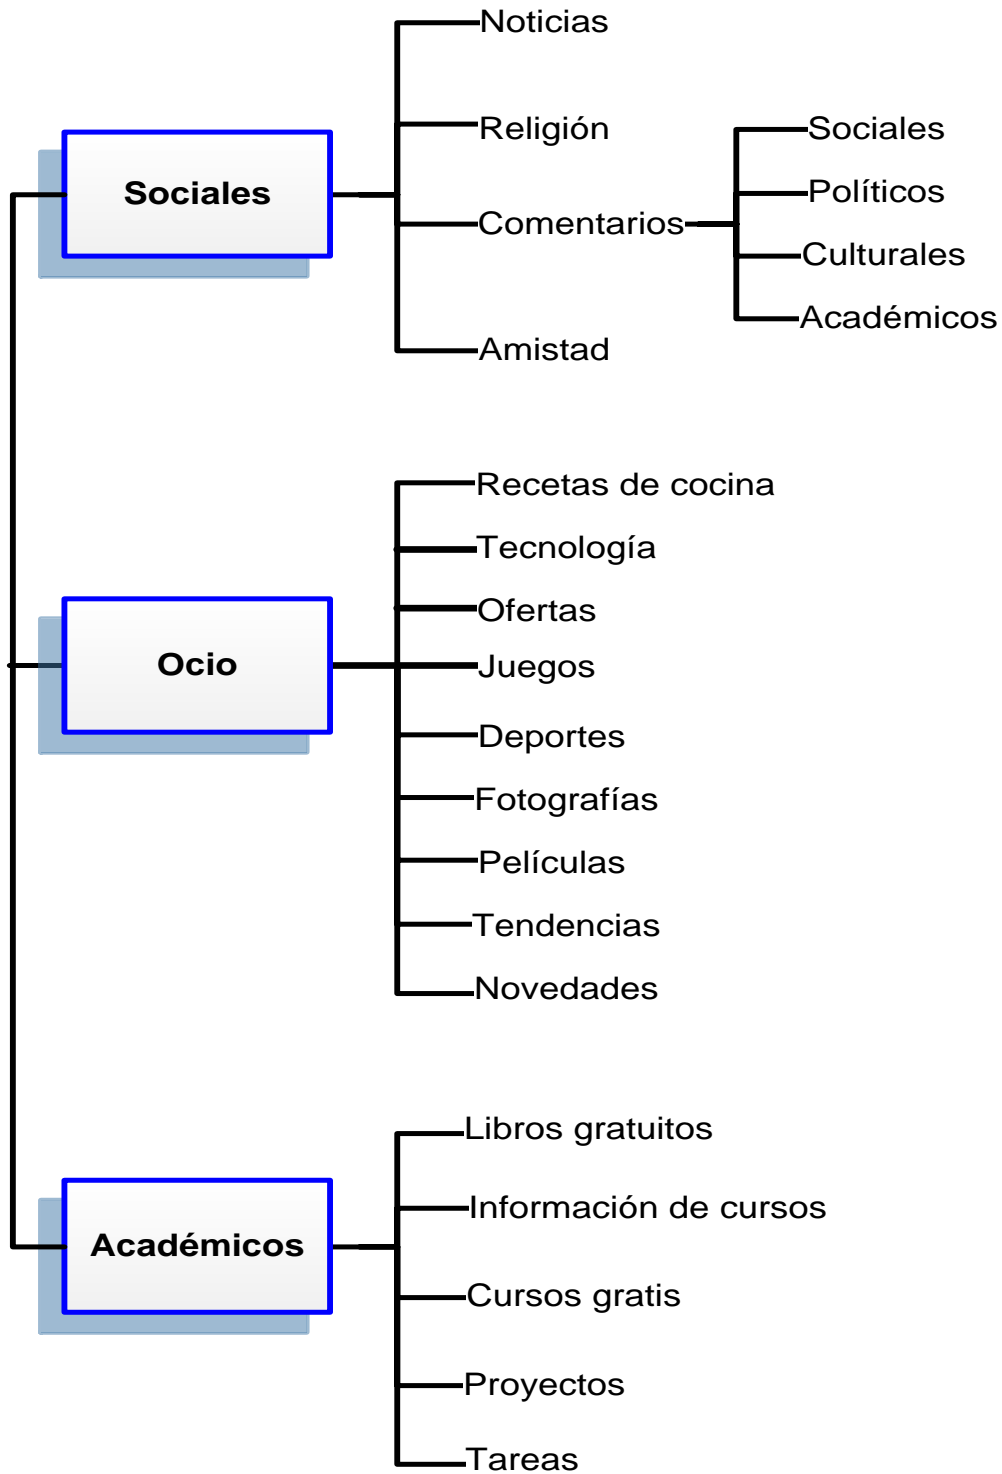 Sociales
Noticias
Religión
Comentarios
Sociales
Políticos
Culturales
Académicos
Amistad
Ocio
Recetas de cocina
Tecnología
Ofertas
Juegos
Deportes
Fotografías
Películas
Tendencias
Novedades
Académicos
Libros gratuitos
Información de cursos
Cursos gratis
Proyectos
Tareas